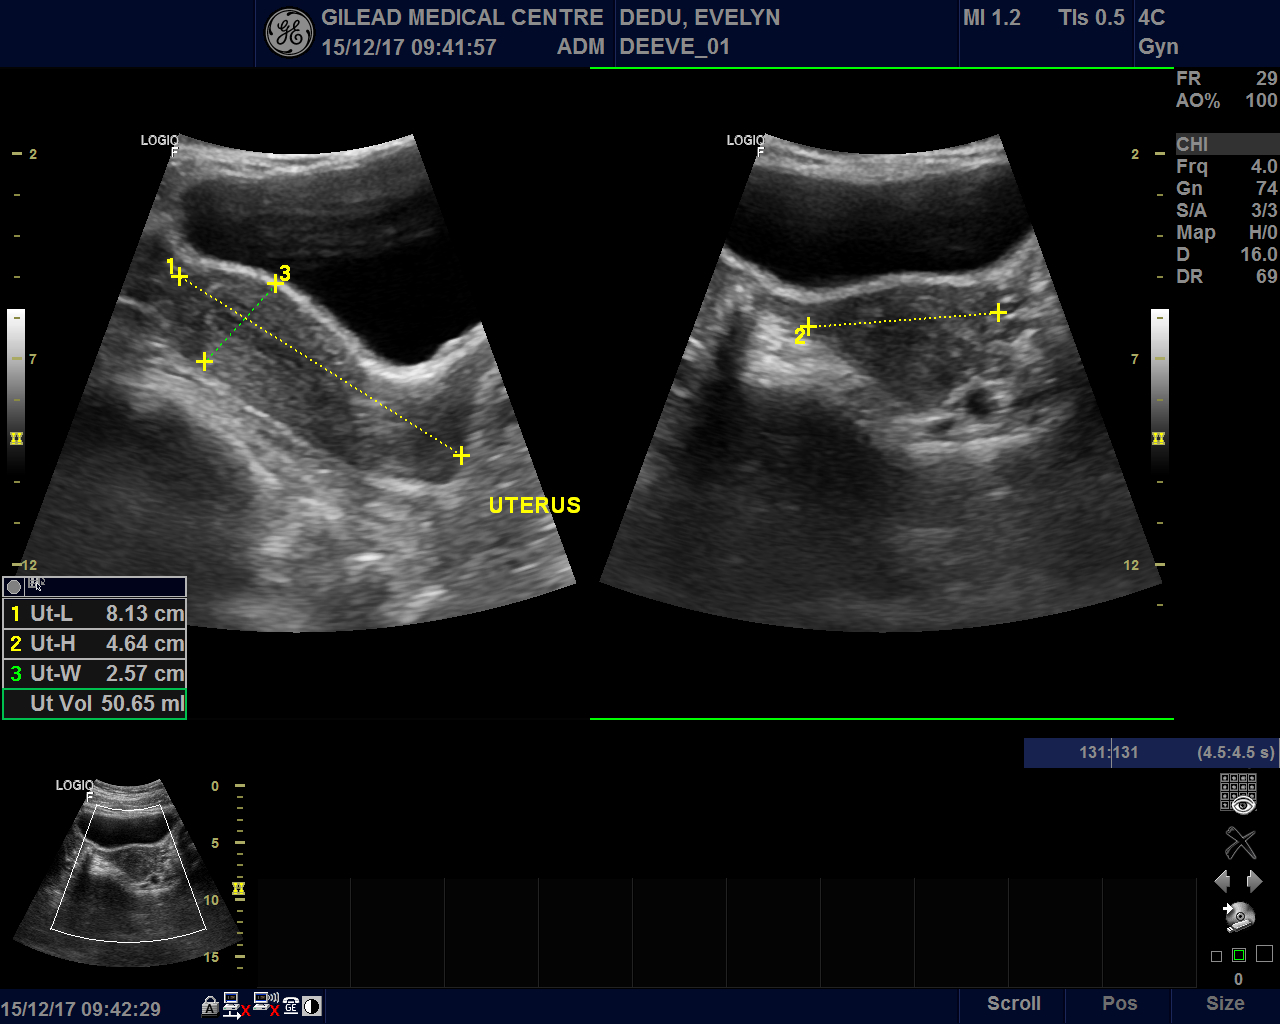 GILEAD MEDICAL CENTRE
15/12/17 09:41:57 ADM
DEDU, EVELYN
DEEVE_01
MI 1.2 TIs 0.5
4C
Gyn
FR 29
AO% 100
CHI
Frq 4.0
Gn 74
S/A 3/3
Map H/0
D 16.0
DR 69
LOGIQ
F
2
7
12
1
3
UTERUS
LOGIQ
F
2
7
12
2
1 Ut-L 8.13 cm
2 Ut-H 4.64 cm
3 Ut-W 2.57 cm
Ut Vol 50.65 ml
131:131 (4.5:4.5 s)
LOGIQ
F
0
5
10
15
0
15/12/17 09:42:29
Scroll Pos Size